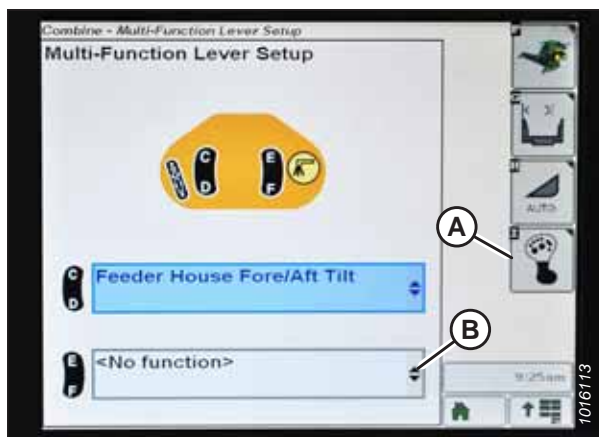 Combine - Multi-Function Lever Setup
Multi-Function Lever Setup
C
D
E
F
AUTO
A
C
D
Feeder House Fore/Aft Tilt
B
E
F
<No function>
9:25am
1016113